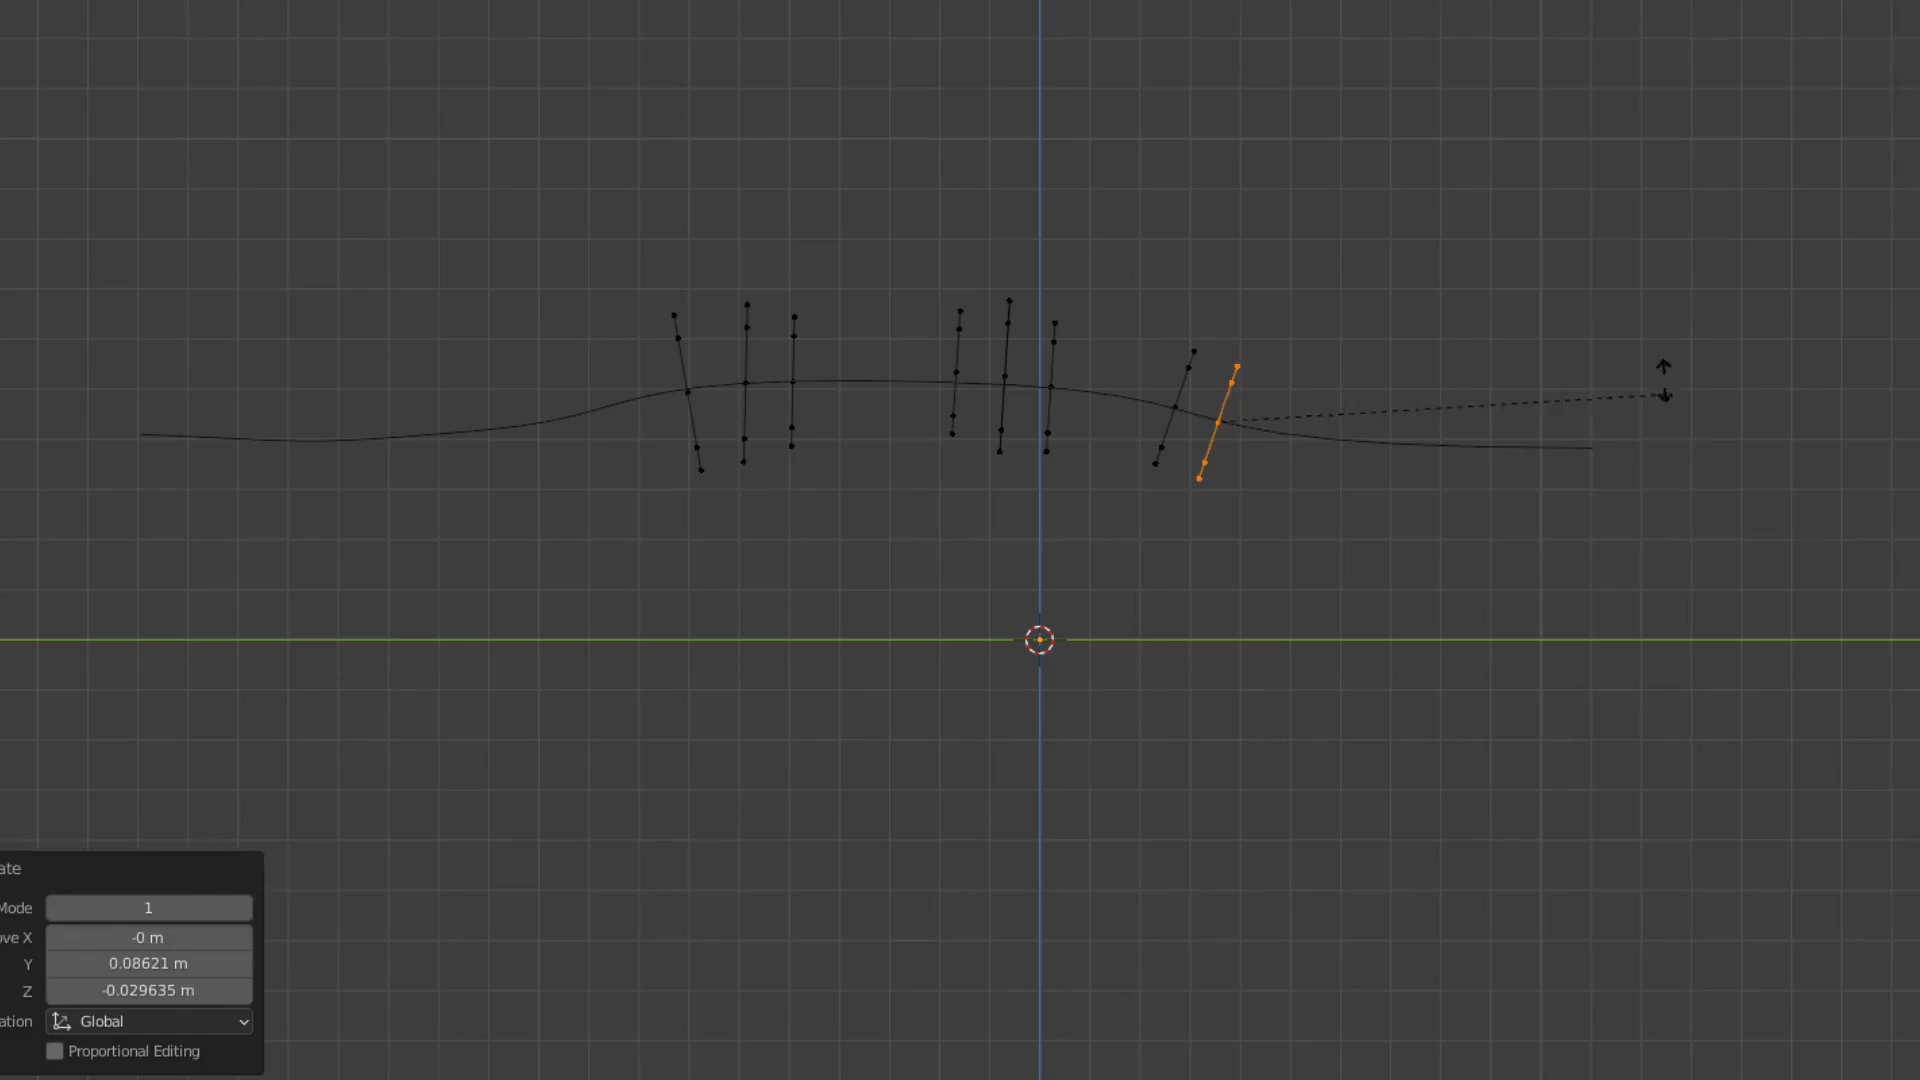 ate
Mode 1
ove X -0 m
Y 0.08621 m
Z -0.029635 m
ation Global
Proportional Editing